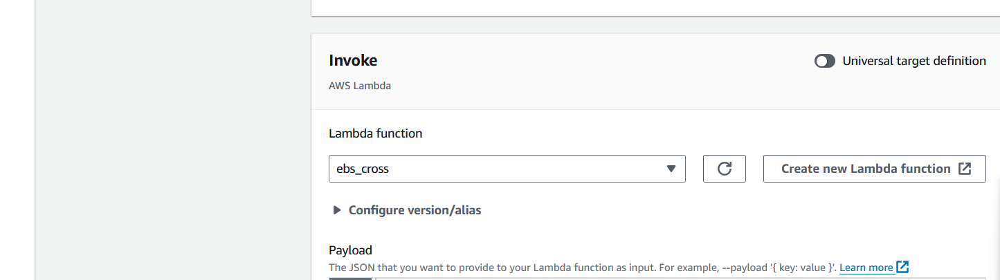 Invoke
Universal target definition
AWS Lambda
Lambda function
ebs_cross
Create new Lambda function
Configure version/alias
Payload
The JSON that you want to provide to your Lambda function as input. For example, --payload '{ key: value }'. Learn more